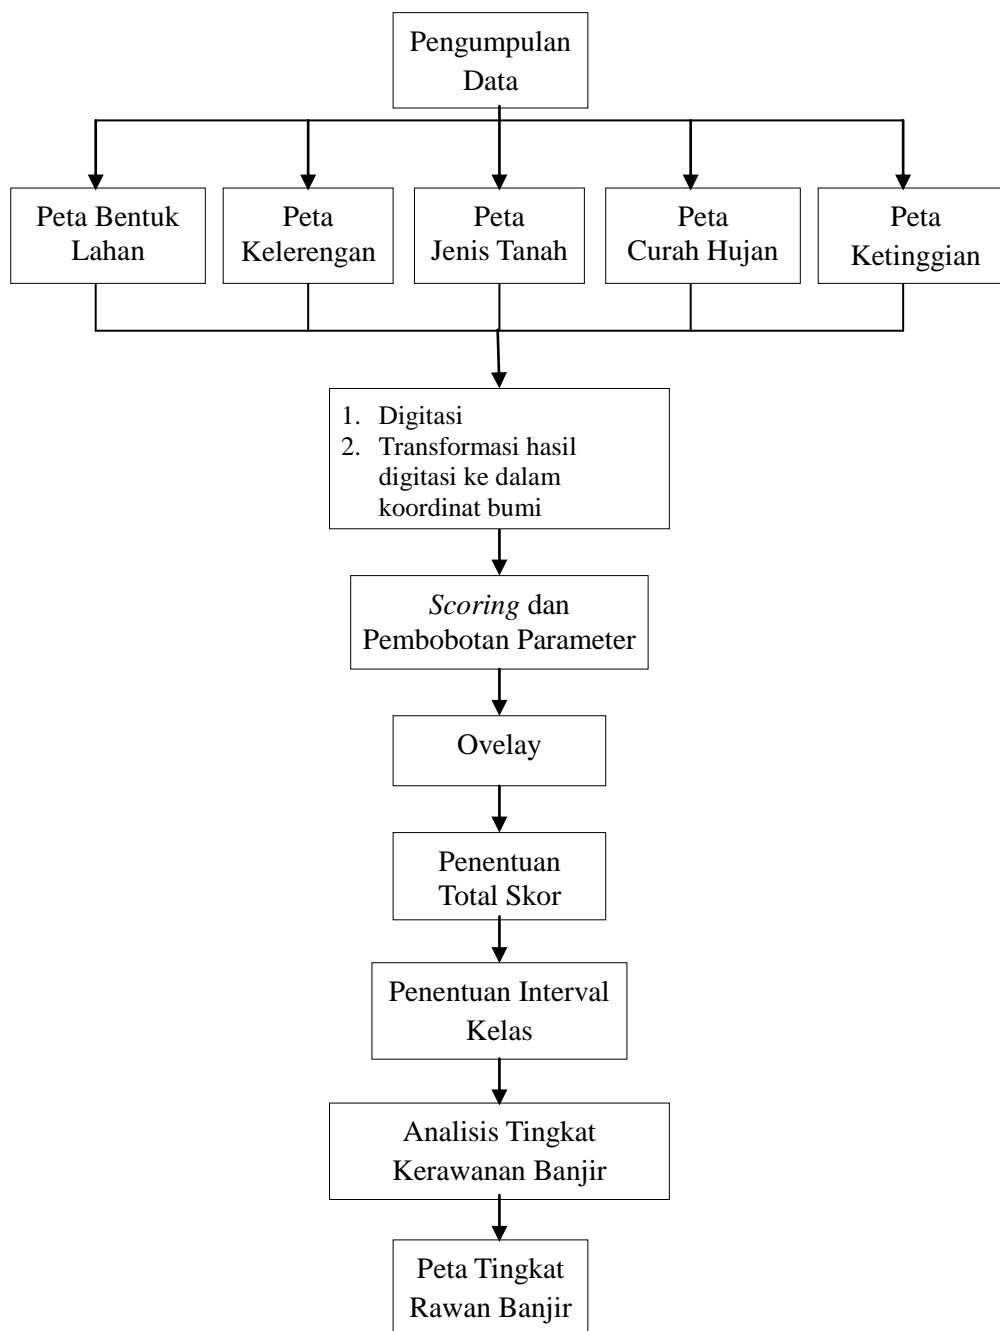 Pengumpulan
Data
Peta Bentuk
Lahan
Peta
Kelerengan
Peta
Jenis Tanah
Peta
Curah Hujan
Peta
Ketinggian
1. Digitasi
2. Transformasi hasil
digitasi ke dalam
koordinat bumi
Scoring dan
Pembobotan Parameter
Ovelay
Penentuan
Total Skor
Penentuan Interval
Kelas
Analisis Tingkat
Kerawanan Banjir
Peta Tingkat
Rawan Banjir